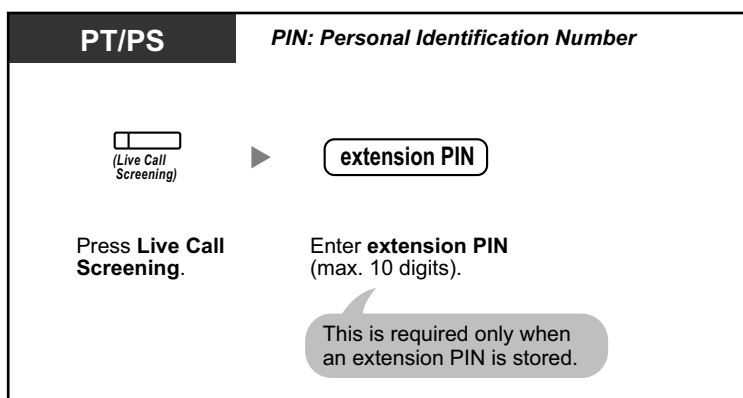 PT/PS
PIN: Personal Identification Number
(Live Call
Screening)
extension PIN
Press Live Call
Screening.
Enter extension PIN
(max. 10 digits).
This is required only when
an extension PIN is stored.